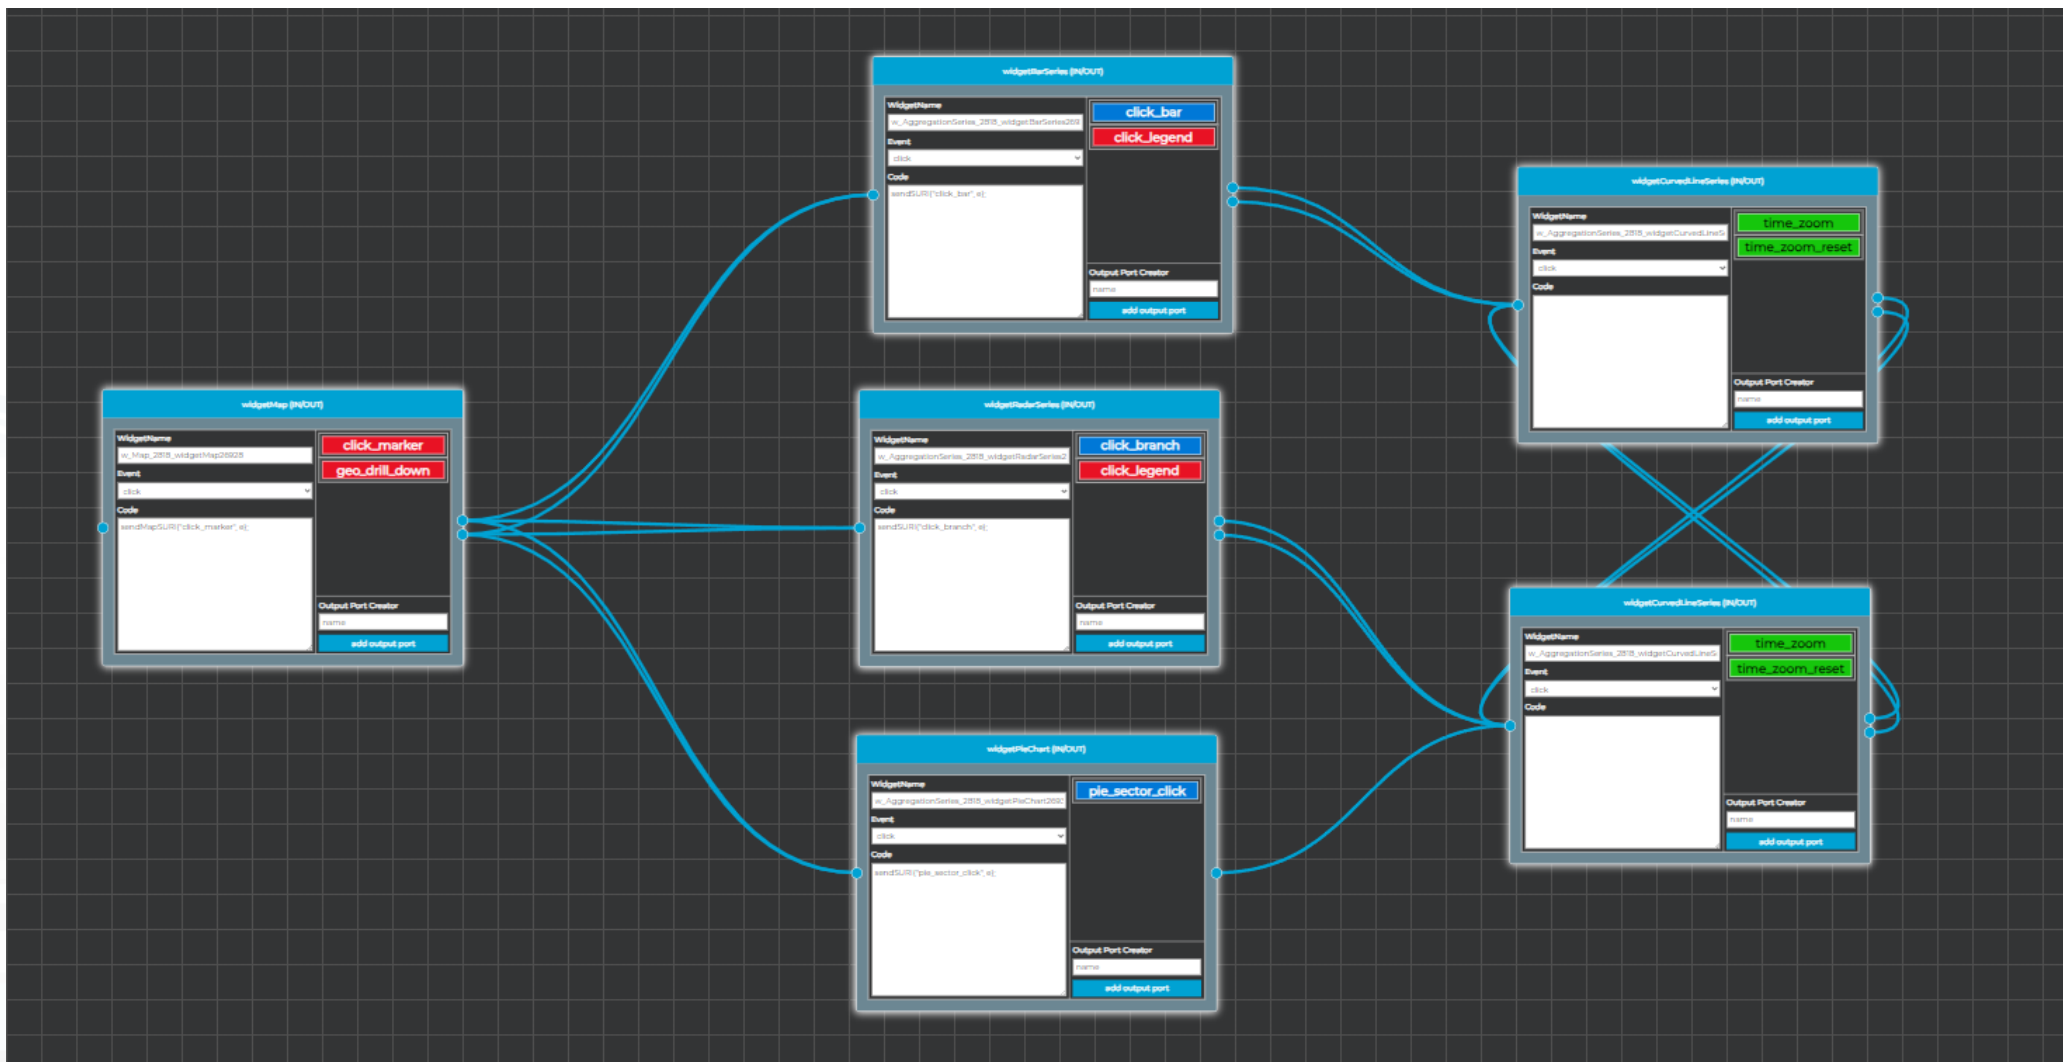 widgetBarSeries (IN/OUT)
WidgetName
w_AggregationSeries_2818_widgetBarSeries269
Event
click
Code
sendSURI("click_bar", e);
click_bar
click_legend
Output Port Creator
name
add output port
widgetCurvedLineSeries (IN/OUT)
WidgetName
w_AggregationSeries_2818_widgetCurvedLineS
Event
click
Code
time_zoom
time_zoom_reset
Output Port Creator
name
add output port
widgetMap (IN/OUT)
WidgetName
w_Map_2818_widgetMap26928
Event
click
Code
sendMapSURI("click_marker", e);
click_marker
geo_drill_down
Output Port Creator
name
add output port
widgetRadarSeries (IN/OUT)
WidgetName
w_AggregationSeries_2818_widgetRadarSeries2
Event
click
Code
sendSURI("click_branch", e);
click_branch
click_legend
Output Port Creator
name
add output port
widgetCurvedLineSeries (IN/OUT)
WidgetName
w_AggregationSeries_2818_widgetCurvedLineS
Event
click
Code
time_zoom
time_zoom_reset
Output Port Creator
name
add output port
widgetPieChart (IN/OUT)
WidgetName
w_AggregationSeries_2818_widgetPieChart269
Event
click
Code
sendSURI("pie_sector_click", e);
pie_sector_click
Output Port Creator
name
add output port